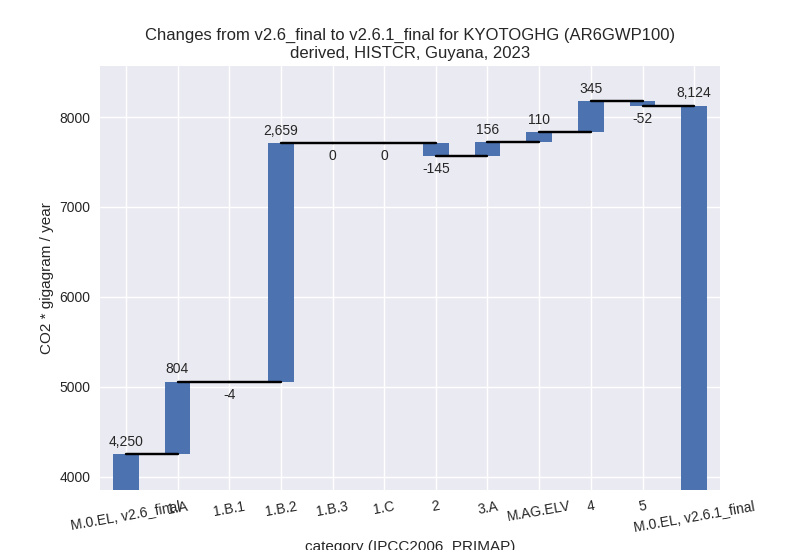 Changes from v2.6_final to v2.6.1_final for KYOTOGHG (AR6GWP100)
derived, HISTCR, Guyana, 2023
CO2 * gigagram / year
8000
7000
6000
5000
4000
4,250
804
-4
2,659
0
0
-145
156
110
345
-52
8,124
M.0.EL, v2.6_final
1.A
1.B.1
1.B.2
1.B.3
1.C
2
3.A
M.AG.ELV
4
5
M.0.EL, v2.6.1_final
category (IPCC2006_PRIMAP)